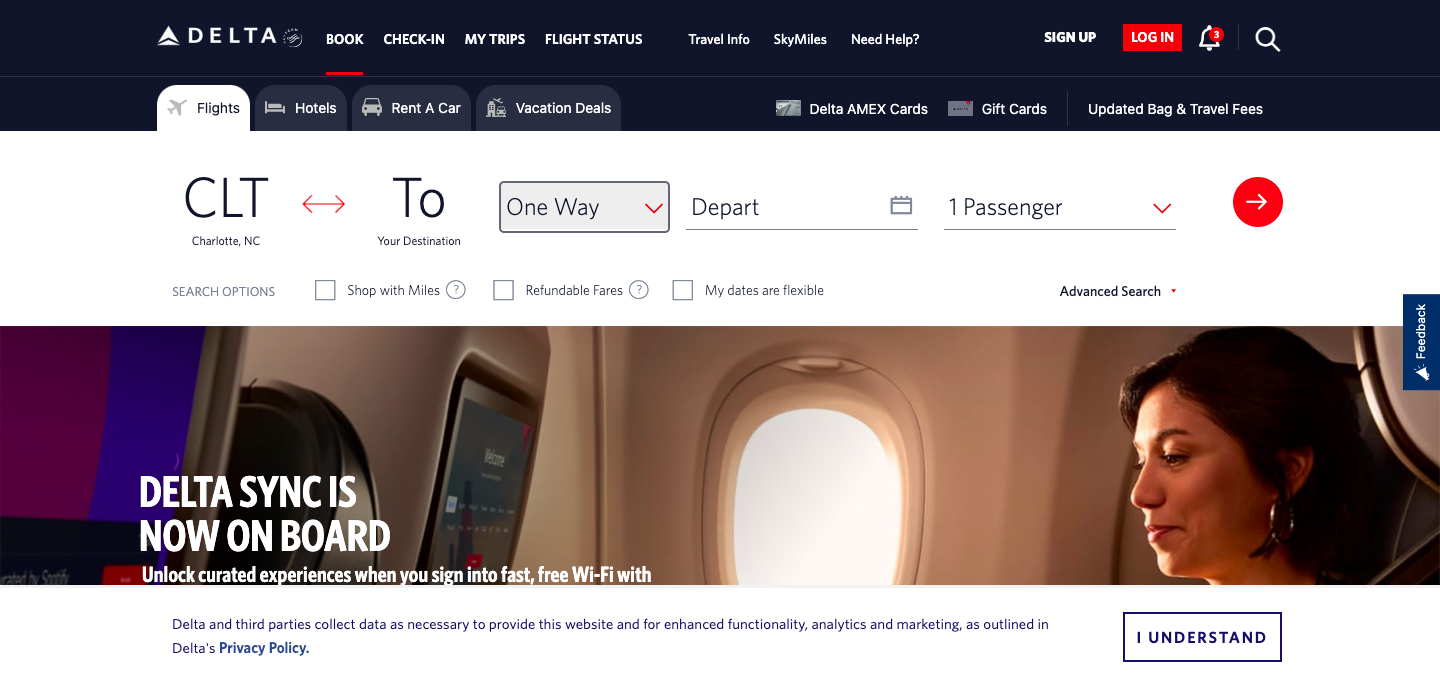 DELTA
BOOK
CHECK-IN
MY TRIPS
FLIGHT STATUS
Travel Info
SkyMiles
Need Help?
SIGN UP
LOG IN
3
Flights
Hotels
Rent A Car
Vacation Deals
Delta AMEX Cards
Gift Cards
Updated Bag & Travel Fees
CLT
Charlotte, NC
To
Your Destination
One Way
Depart
1 Passenger
SEARCH OPTIONS
Shop with Miles ?
Refundable Fares ?
My dates are flexible
Advanced Search
Feedback
Welcome
DELTA SYNC IS
NOW ON BOARD
Unlock curated experiences when you sign into fast, free Wi-Fi with
by Spotify
Delta and third parties collect data as necessary to provide this website and for enhanced functionality, analytics and marketing, as outlined in
Delta's Privacy Policy.
I UNDERSTAND